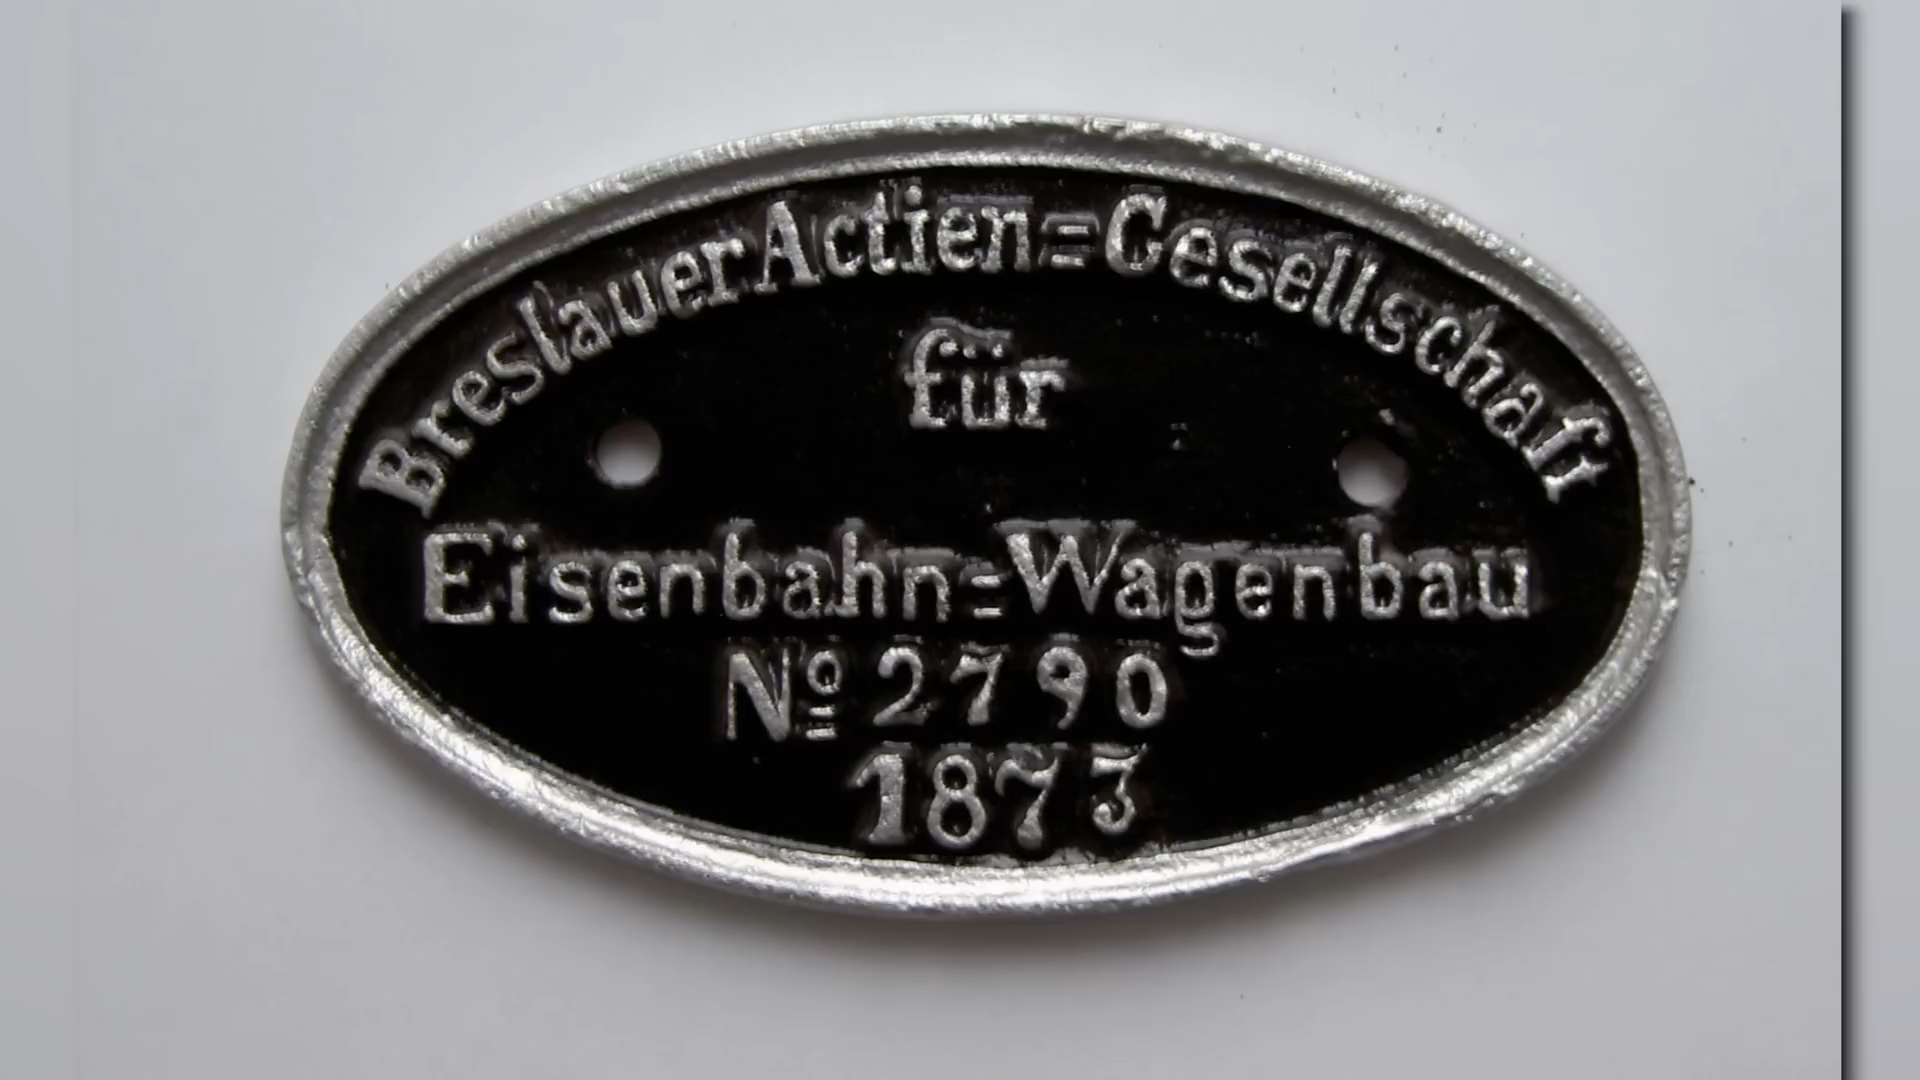 Breslauer Actien=Gesellschaft
für
Eisenbahn=Wagenbau
Nº 2790
1873